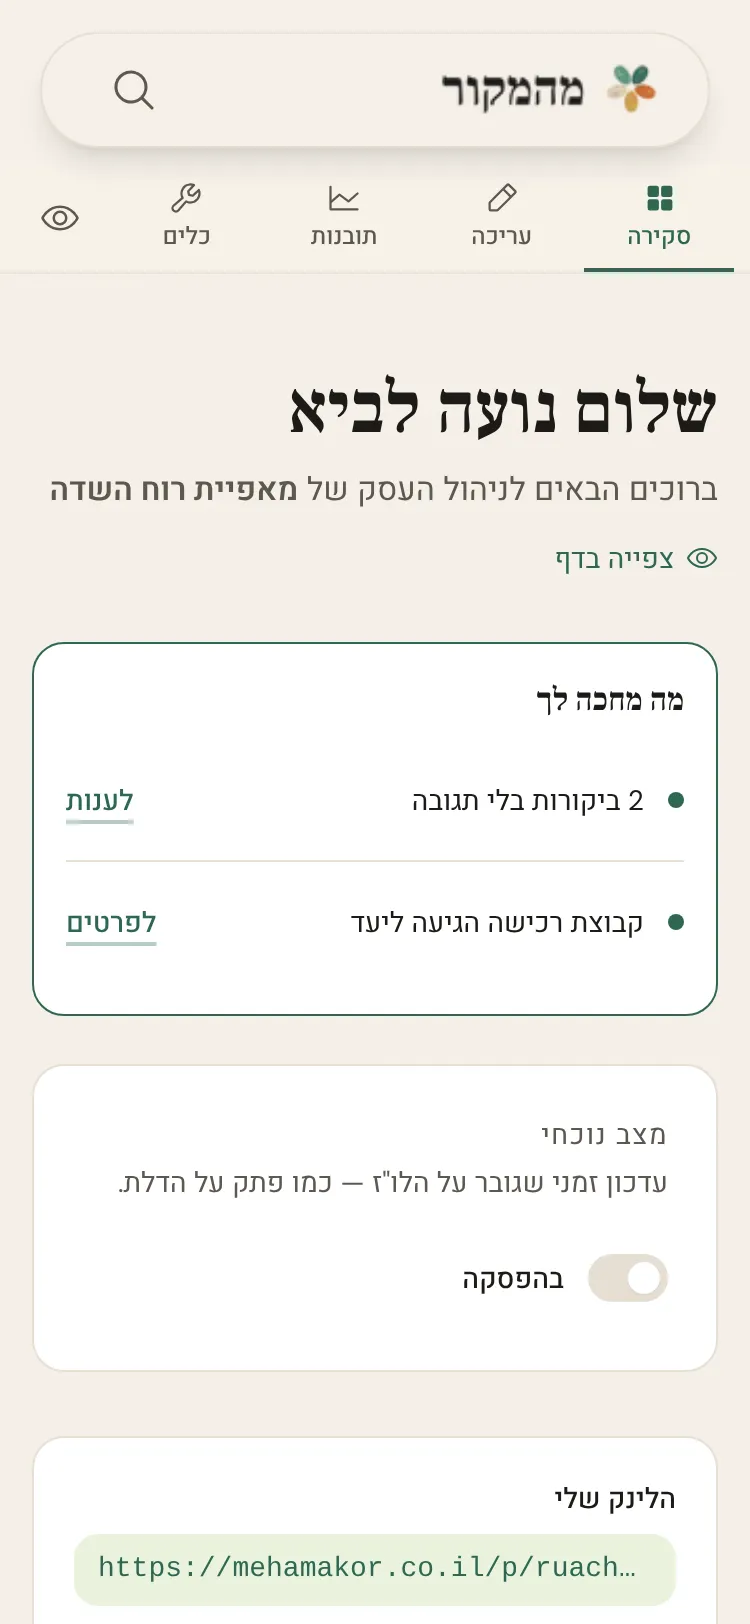 מהמקור
סקירה
עריכה
תובנות
כלים
שלום נועה לביא
ברוכים הבאים לניהול העסק של מאפיית רוח השדה
צפייה בדף
מה מחכה לך
2 ביקורות בלי תגובה
לענות
קבוצת רכישה הגיעה ליעד
לפרטים
מצב נוכחי
עדכון זמני שגובר על הלו"ז — כמו פתק על הדלת.
בהפסקה
הלינק שלי
https://mehamakor.co.il/p/ruach…